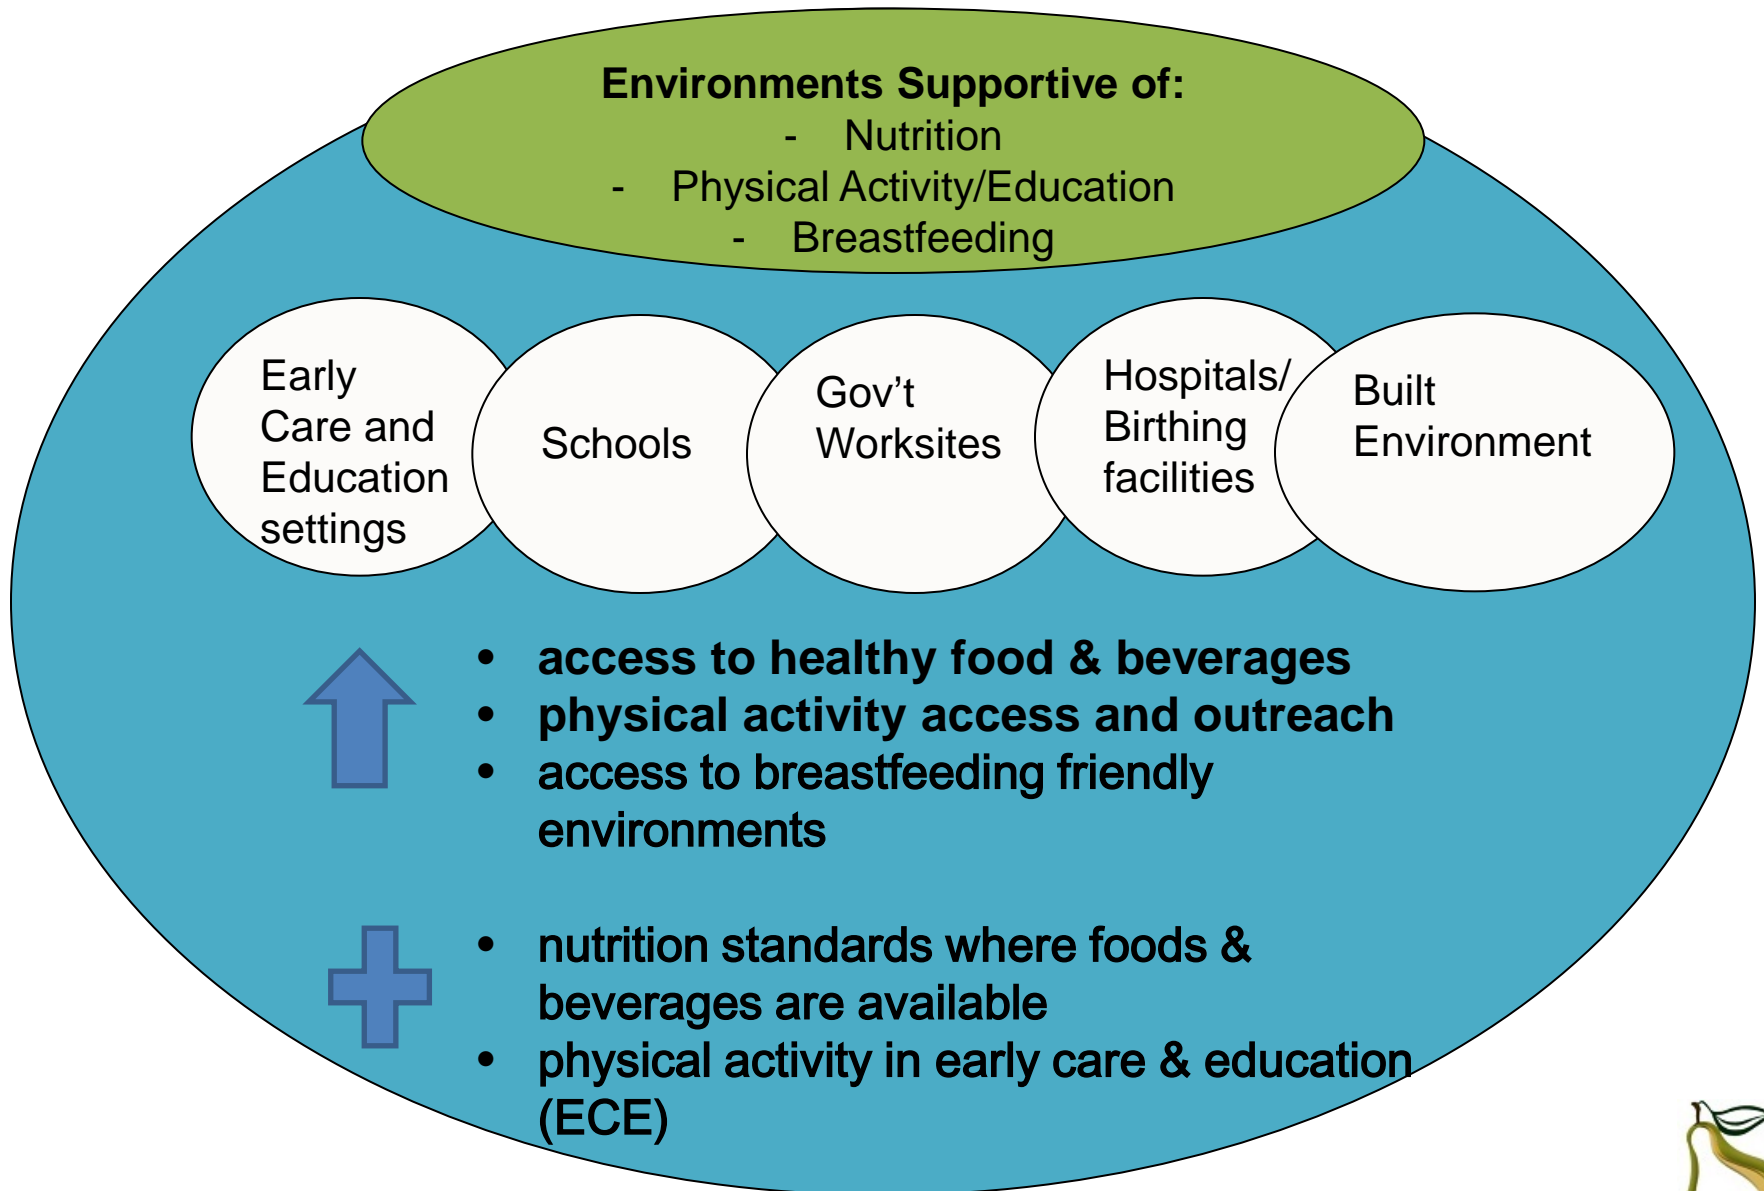 Environments Supportive of:
- Nutrition
- Physical Activity/Education
- Breastfeeding
Early
Care and
Education
settings
Schools
Gov’t
Worksites
Hospitals/
Birthing
facilities
Built
Environment
• access to healthy food & beverages
• physical activity access and outreach
• access to breastfeeding friendly
environments
• nutrition standards where foods &
beverages are available
• physical activity in early care & education
(ECE)